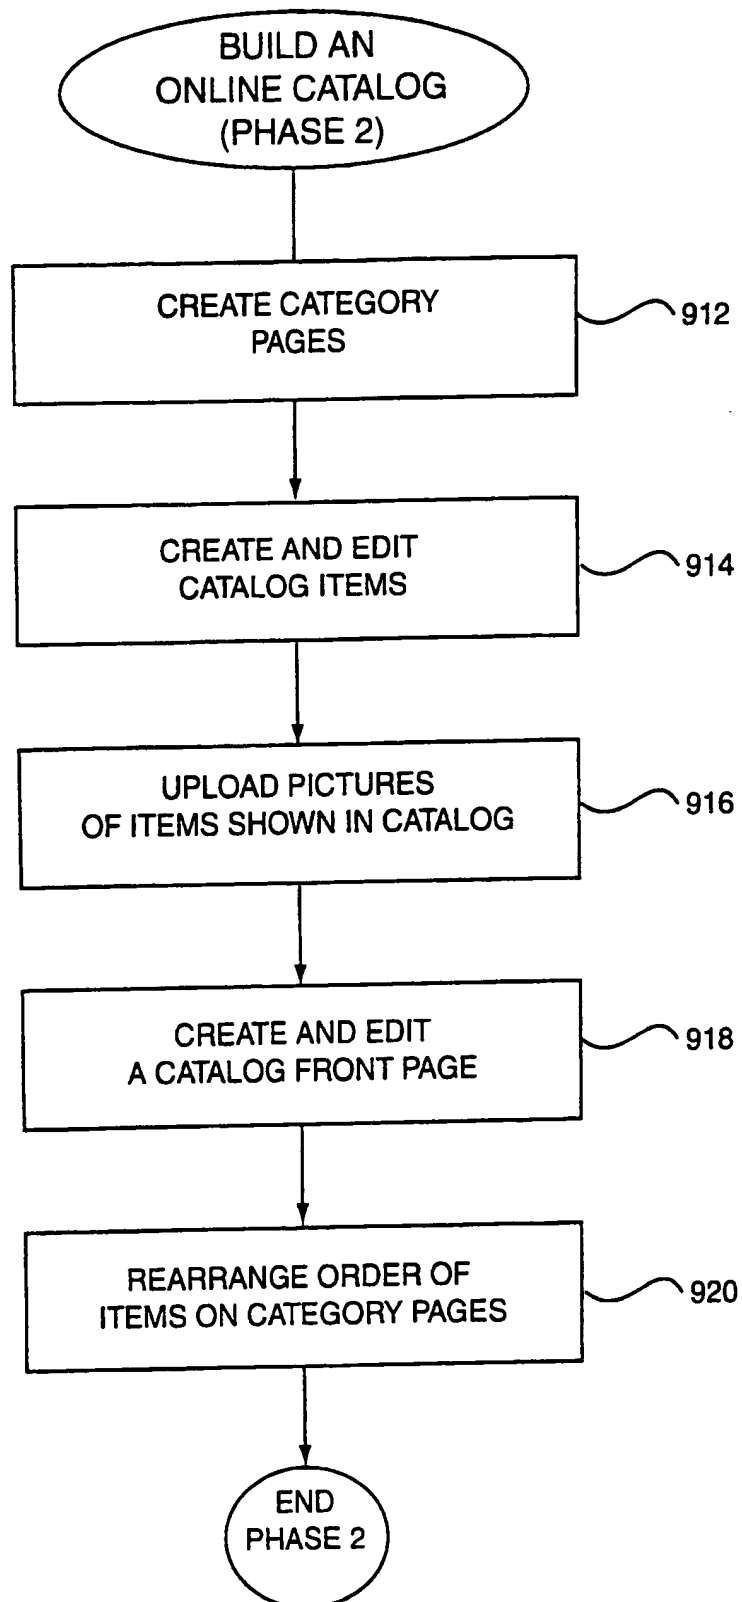 BUILD AN
ONLINE CATALOG
(PHASE 2)
CREATE CATEGORY
PAGES
912
CREATE AND EDIT
CATALOG ITEMS
914
UPLOAD PICTURES
OF ITEMS SHOWN IN CATALOG
916
CREATE AND EDIT
A CATALOG FRONT PAGE
918
REARRANGE ORDER OF
ITEMS ON CATEGORY PAGES
920
END
PHASE 2